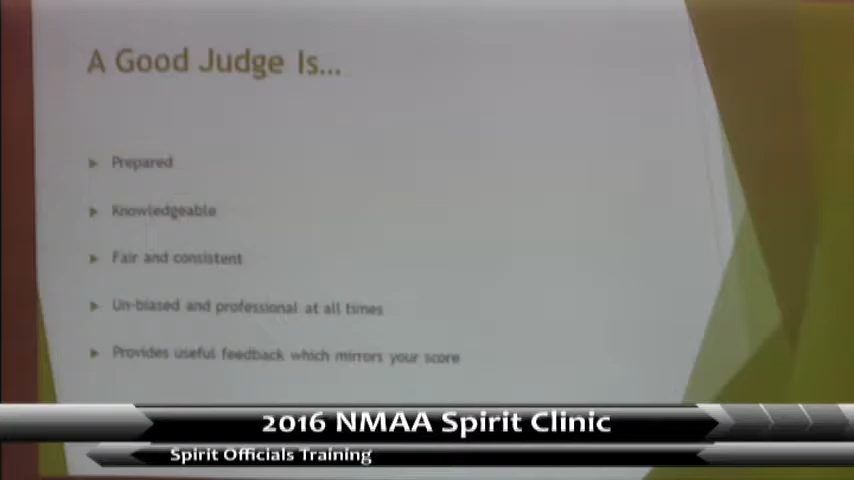 A Good Judge Is...
Prepared
Knowledgeable
Fair and consistent
Un-biased and professional at all times
Provides useful feedback which mirrors your score
2016 NMAA Spirit Clinic
Spirit Officials Training